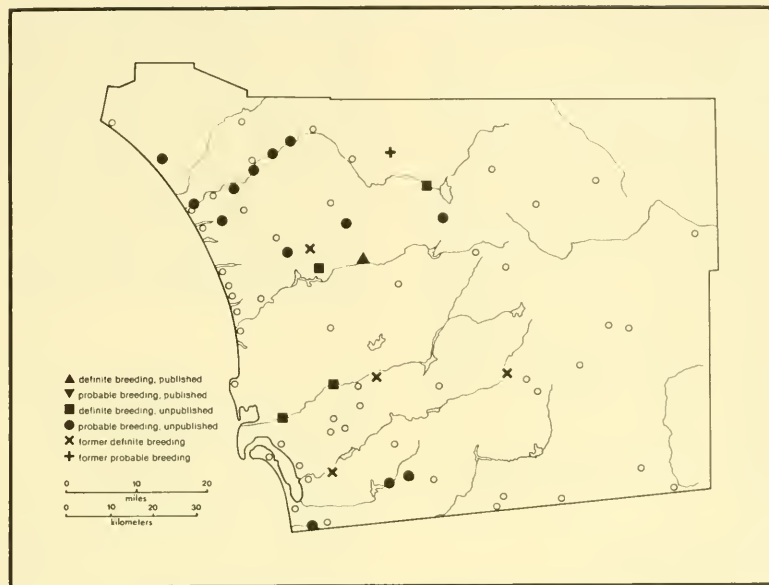 definite breeding, published
probable breeding, published
definite breeding, unpublished
probable breeding, unpublished
former definite breeding
former probable breeding
0 10 20
miles
0 10 20 30
kilometers